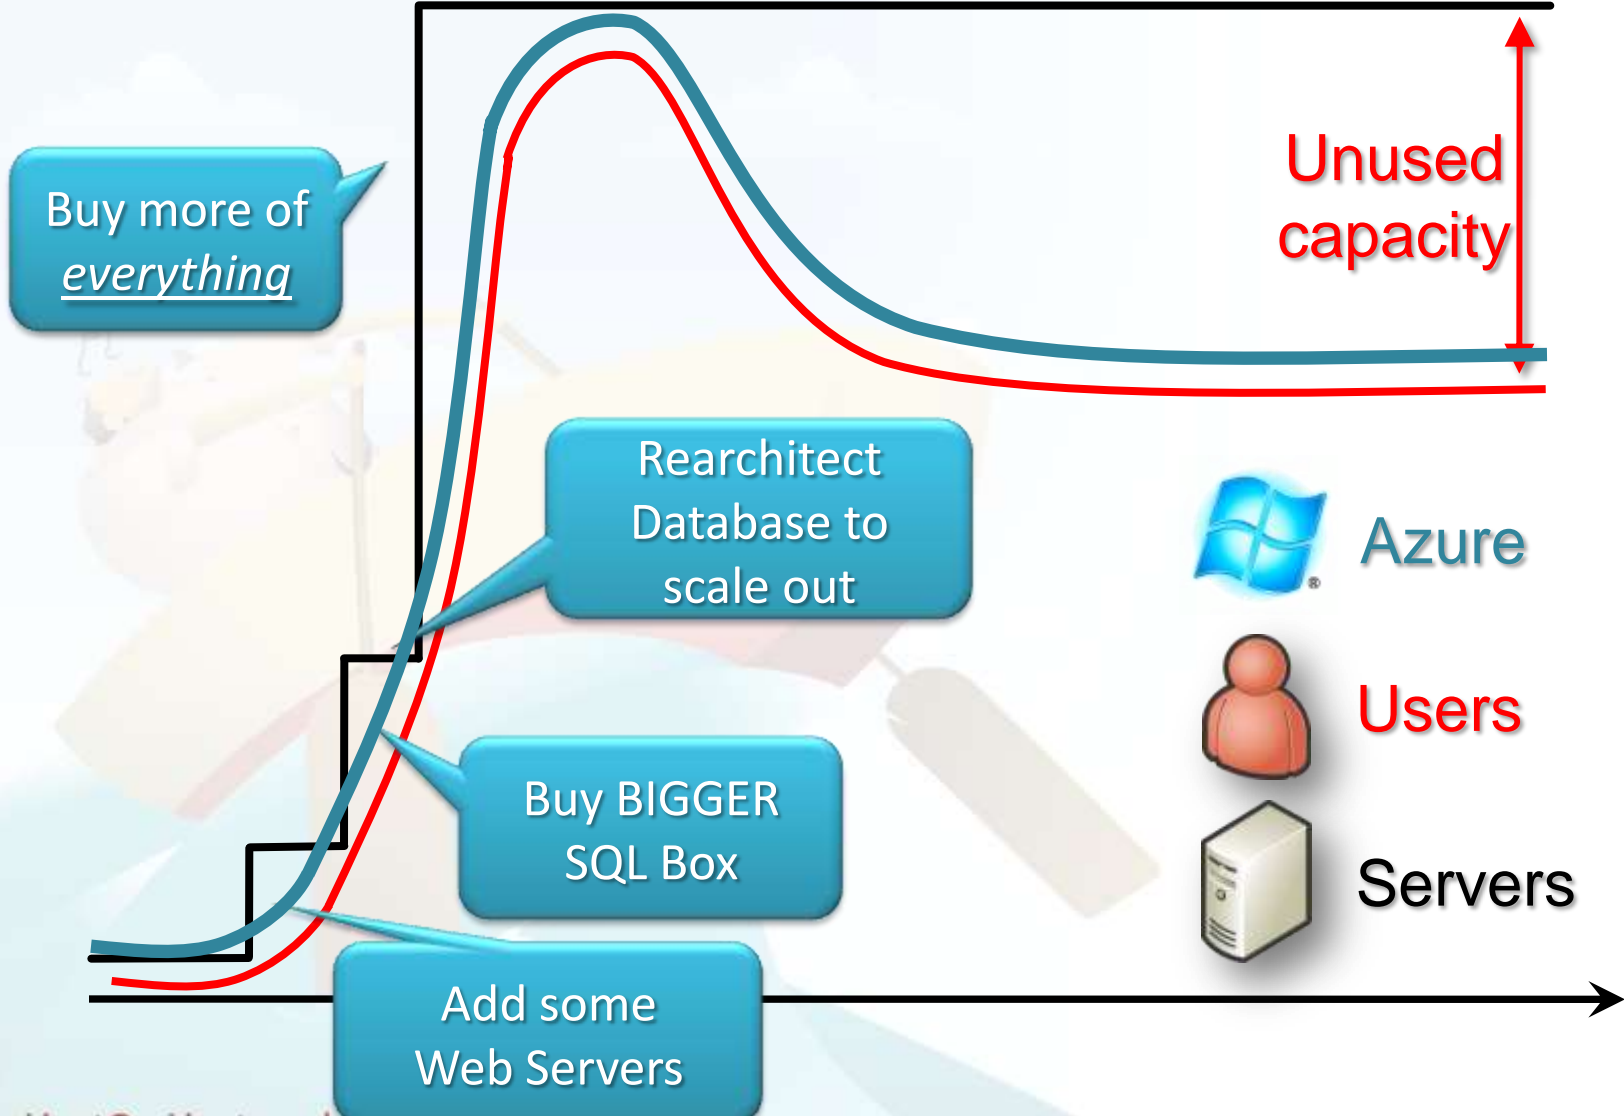 Buy more of
everything
Unused
capacity
Rearchitect
Database to
scale out
Azure
®
Users
Buy BIGGER
SQL Box
Servers
Add some
Web Servers